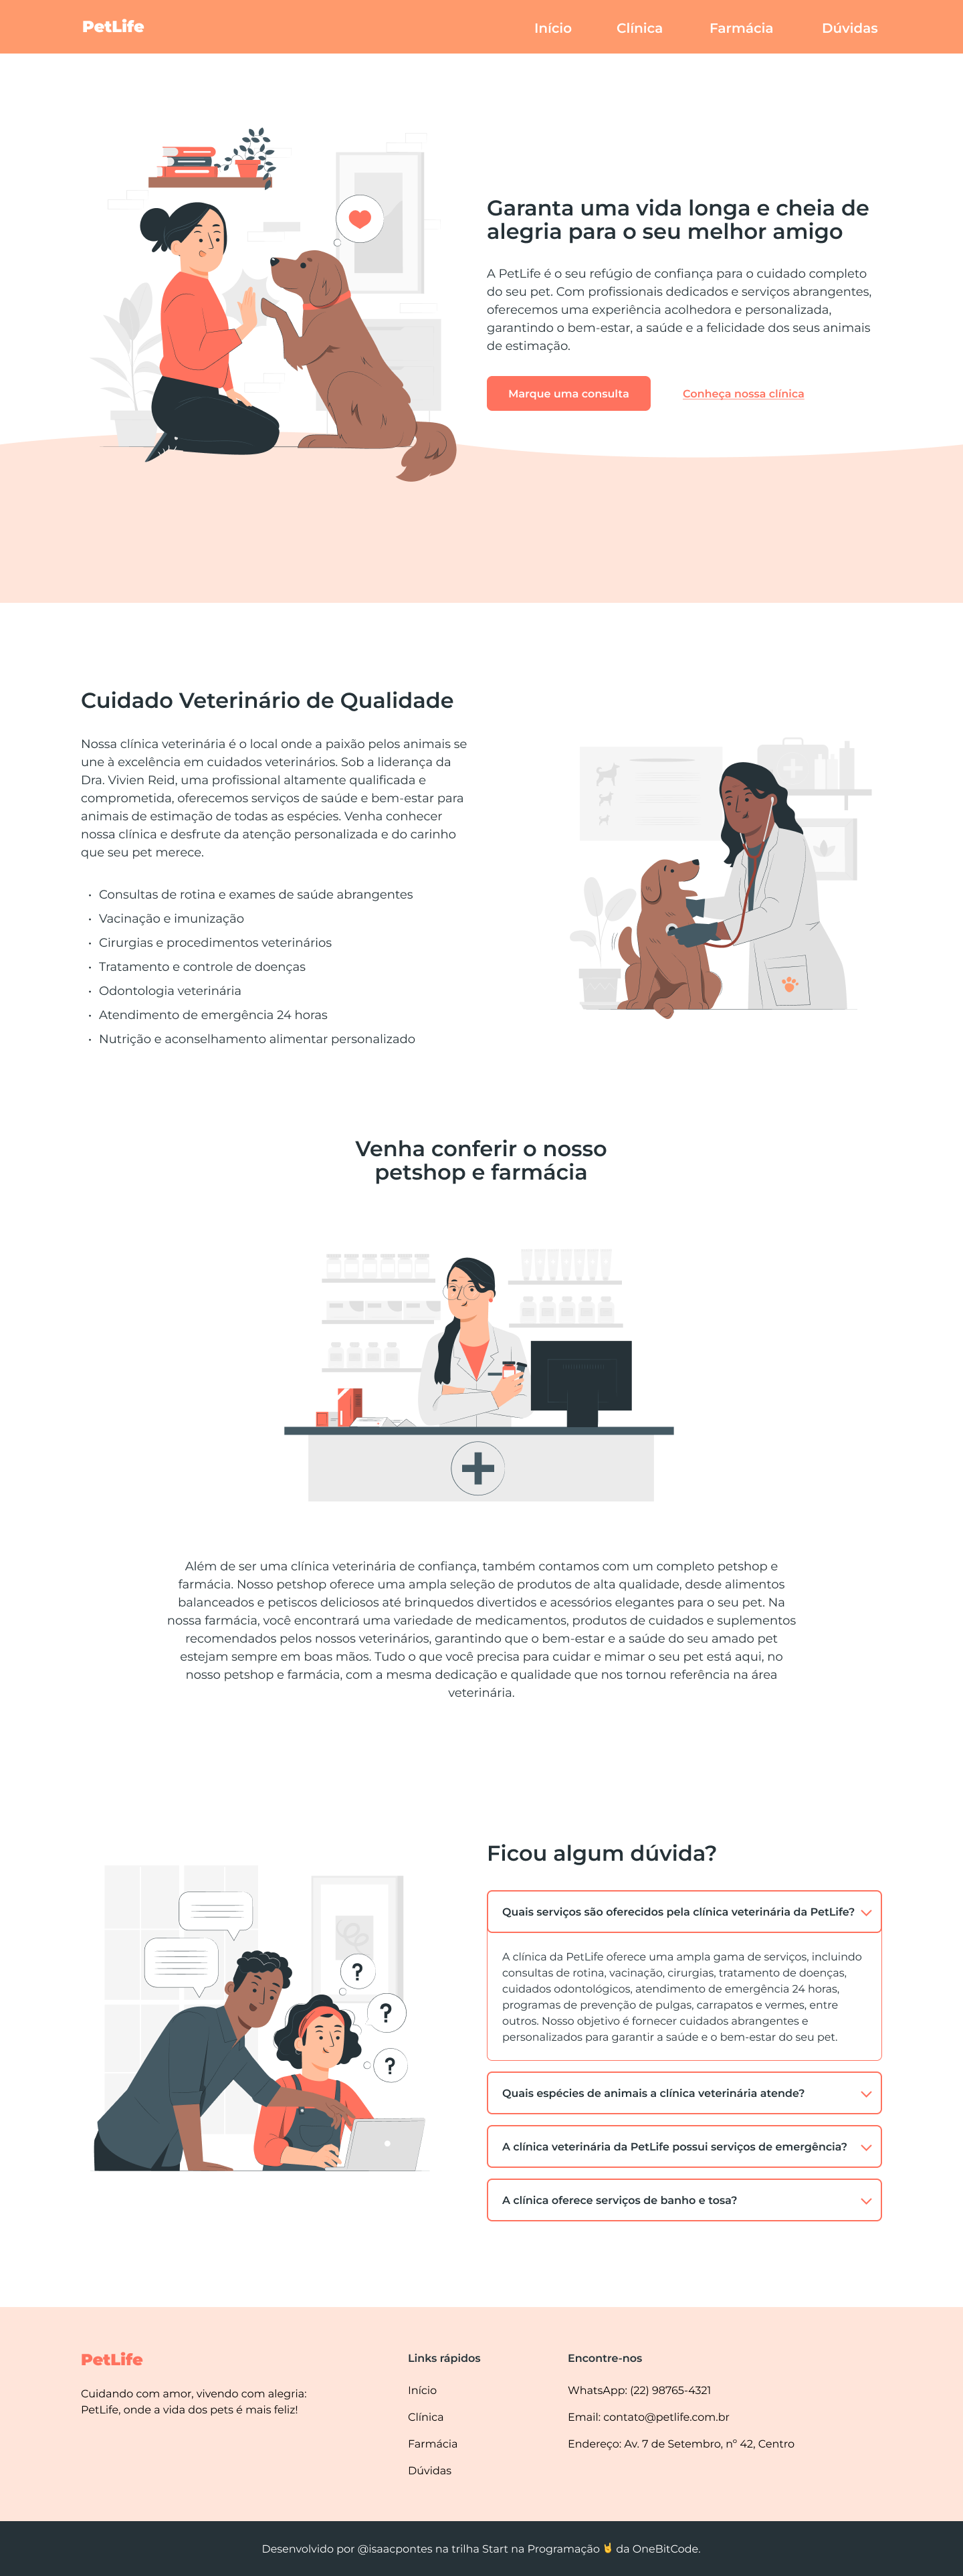 PetLife
Início
Clínica
Farmácia
Dúvidas
Garanta uma vida longa e cheia de
alegria para o seu melhor amigo
A PetLife é o seu refúgio de confiança para o cuidado completo
do seu pet. Com profissionais dedicados e serviços abrangentes,
oferecemos uma experiência acolhedora e personalizada,
garantindo o bem-estar, a saúde e a felicidade dos seus animais
de estimação.
Marque uma consulta
Conheça nossa clínica
Cuidado Veterinário de Qualidade
Nossa clínica veterinária é o local onde a paixão pelos animais se
une à excelência em cuidados veterinários. Sob a liderança da
Dra. Vivien Reid, uma profissional altamente qualificada e
comprometida, oferecemos serviços de saúde e bem-estar para
animais de estimação de todas as espécies. Venha conhecer
nossa clínica e desfrute da atenção personalizada e do carinho
que seu pet merece.
• Consultas de rotina e exames de saúde abrangentes
• Vacinação e imunização
• Cirurgias e procedimentos veterinários
• Tratamento e controle de doenças
• Odontologia veterinária
• Atendimento de emergência 24 horas
• Nutrição e aconselhamento alimentar personalizado
Venha conferir o nosso
petshop e farmácia
Além de ser uma clínica veterinária de confiança, também contamos com um completo petshop e
farmácia. Nosso petshop oferece uma ampla seleção de produtos de alta qualidade, desde alimentos
balanceados e petiscos deliciosos até brinquedos divertidos e acessórios elegantes para o seu pet. Na
nossa farmácia, você encontrará uma variedade de medicamentos, produtos de cuidados e suplementos
recomendados pelos nossos veterinários, garantindo que o bem-estar e a saúde do seu amado pet
estejam sempre em boas mãos. Tudo o que você precisa para cuidar e mimar o seu pet está aqui, no
nosso petshop e farmácia, com a mesma dedicação e qualidade que nos tornou referência na área
veterinária.
?
?
?
Ficou algum dúvida?
Quais serviços são oferecidos pela clínica veterinária da PetLife?
A clínica da PetLife oferece uma ampla gama de serviços, incluindo
consultas de rotina, vacinação, cirurgias, tratamento de doenças,
cuidados odontológicos, atendimento de emergência 24 horas,
programas de prevenção de pulgas, carrapatos e vermes, entre
outros. Nosso objetivo é fornecer cuidados abrangentes e
personalizados para garantir a saúde e o bem-estar do seu pet.
Quais espécies de animais a clínica veterinária atende?
A clínica veterinária da PetLife possui serviços de emergência?
A clínica oferece serviços de banho e tosa?
PetLife
Cuidando com amor, vivendo com alegria:
PetLife, onde a vida dos pets é mais feliz!
Links rápidos
Início
Clínica
Farmácia
Dúvidas
Encontre-nos
WhatsApp: (22) 98765-4321
Email: contato@petlife.com.br
Endereço: Av. 7 de Setembro, nº 42, Centro
Desenvolvido por @isaacpontes na trilha Start na Programação 🤘 da OneBitCode.